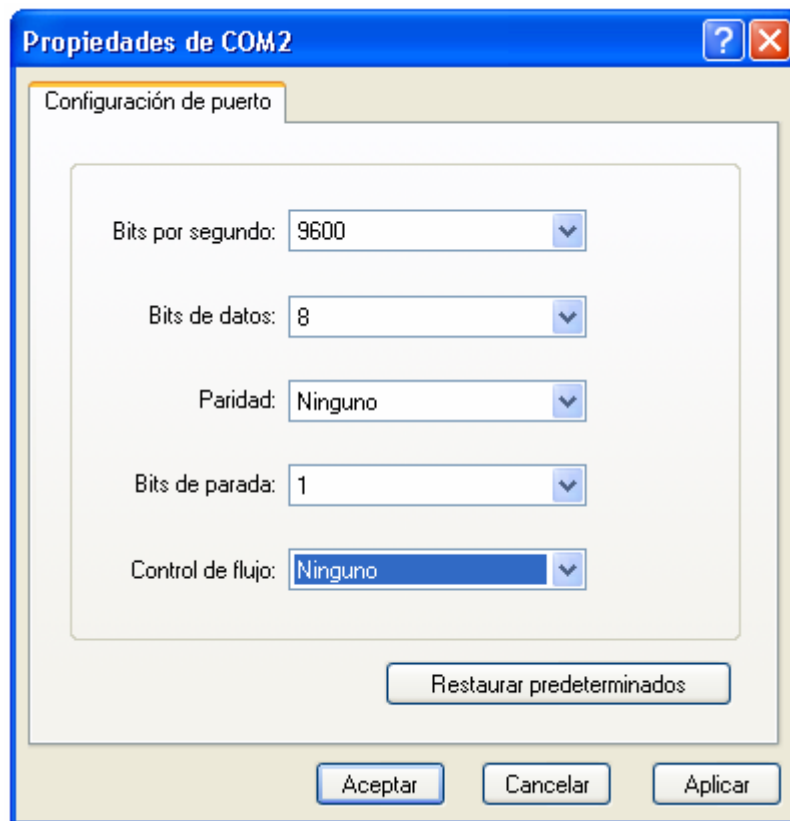 Propiedades de COM2
Configuración de puerto
Bits por segundo: 9600
Bits de datos: 8
Paridad: Ninguno
Bits de parada: 1
Control de flujo: Ninguno
Restaurar predeterminados
Aceptar Cancelar Aplicar